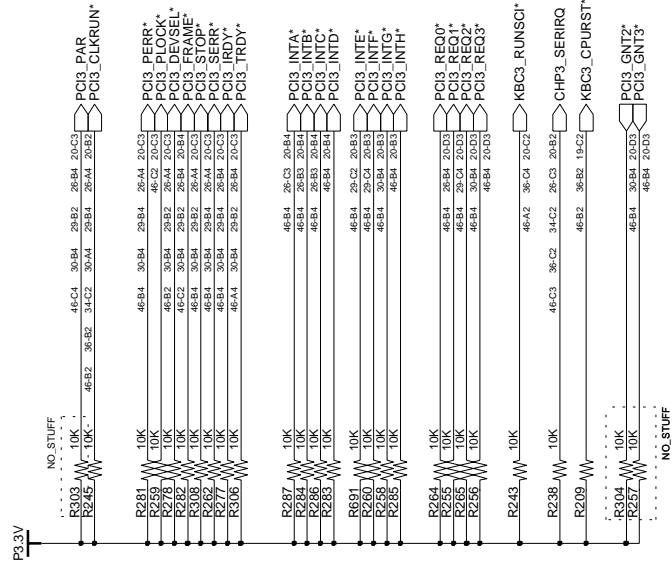 P3.3V
NO_STUFF
R303 10K 46-C4 30-B4 29-B2 26-B4 20-C3 PCI3_PAR
R245 10K 46-B2 36-B2 34-C2 30-A4 29-B4 26-A4 20-B2 PCI3_CLKRUN*
R281 10K 46-B4 30-B4 29-B4 26-A4 20-C3 PCI3_PERR*
R259 10K 46-C2 20-C3 PCI3_PLOCK*
R278 10K 46-B2 30-B4 29-B2 26-A4 20-C3 PCI3_DEVSEL*
R282 10K 46-C2 30-B4 29-B2 26-B4 20-B4 PCI3_FRAME*
R308 10K 46-B4 30-B4 29-B2 26-A4 20-C3 PCI3_STOP*
R262 10K 46-B4 30-B4 29-B4 26-A4 20-C3 PCI3_SERR*
R277 10K 46-B4 30-B4 29-B2 26-B4 20-C3 PCI3_IRDY*
R306 10K 46-A4 30-B4 29-B2 26-A4 20-C3 PCI3_TRDY*
R287 10K 46-B4 26-C3 20-B4 PCI3_INTA*
R284 10K 46-B4 26-B3 20-B4 PCI3_INTB*
R286 10K 46-B4 26-B3 20-B4 PCI3_INTC*
R283 10K 46-B4 20-B4 PCI3_INTD*
R691 10K 46-B4 29-C2 20-B3 PCI3_INTE*
R260 10K 46-B4 29-C4 20-B3 PCI3_INTF*
R258 10K 46-B4 30-B4 20-B3 PCI3_INTG*
R285 10K 46-B4 20-B3 PCI3_INTH*
R264 10K 46-B4 26-B4 20-D3 PCI3_REQ0*
R255 10K 46-B4 29-C4 20-D3 PCI3_REQ1*
R265 10K 46-B4 30-B4 20-D3 PCI3_REQ2*
R256 10K 46-B4 20-D3 PCI3_REQ3*
R243 10K 46-A2 36-C4 20-C2 KBC3_RUNSCI*
R238 10K 46-C3 36-C2 34-C2 26-C3 20-B2 CHP3_SERIRQ
R209 10K 46-B2 36-B2 19-C2 KBC3_CPURST*
R304 10K 46-B4 30-B4 20-D3 PCI3_GNT2*
R257 10K 46-B4 20-D3 PCI3_GNT3*
NO_STUFF